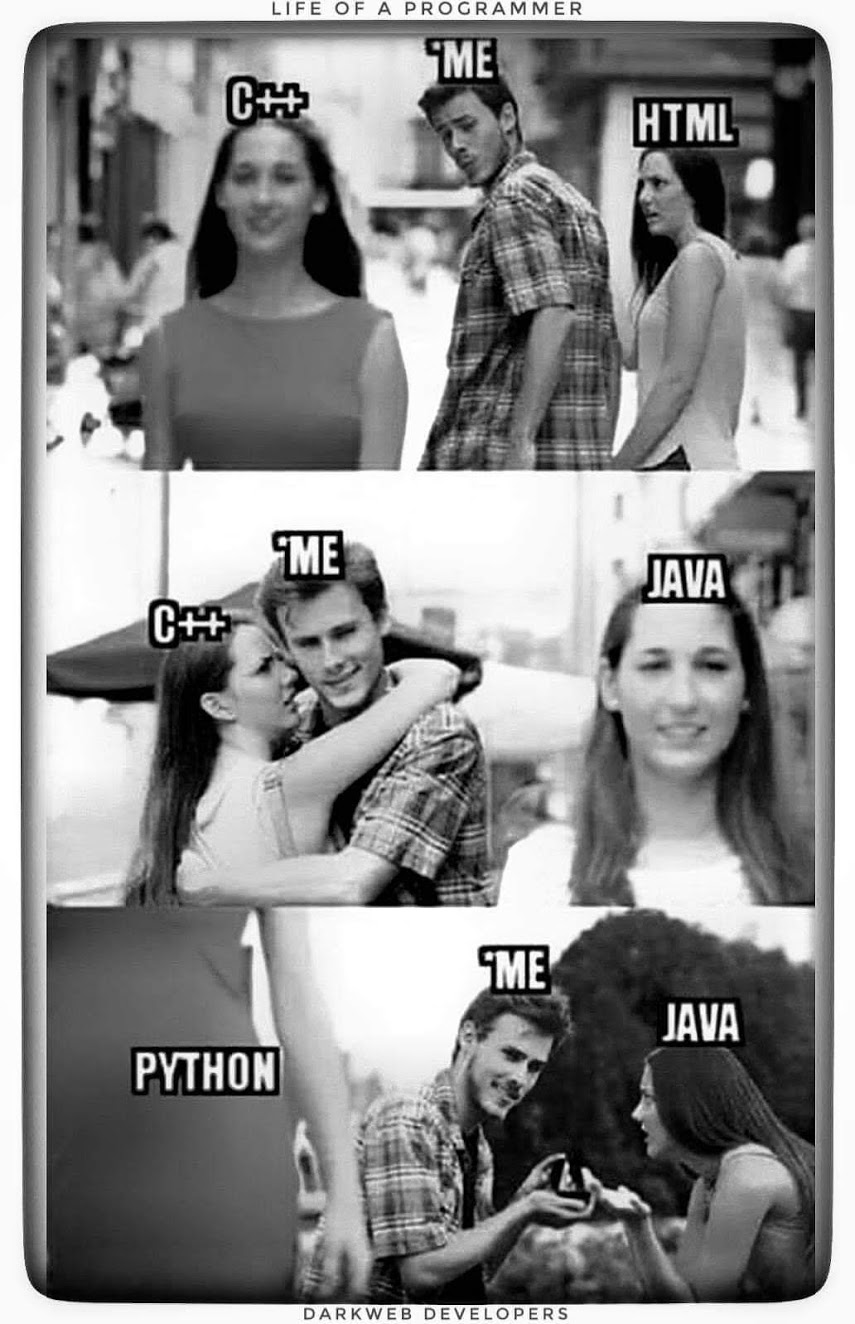 LIFE OF A PROGRAMMER
C++
*ME
HTML
C++
*ME
JAVA
PYTHON
*ME
JAVA
DARKWEB DEVELOPERS